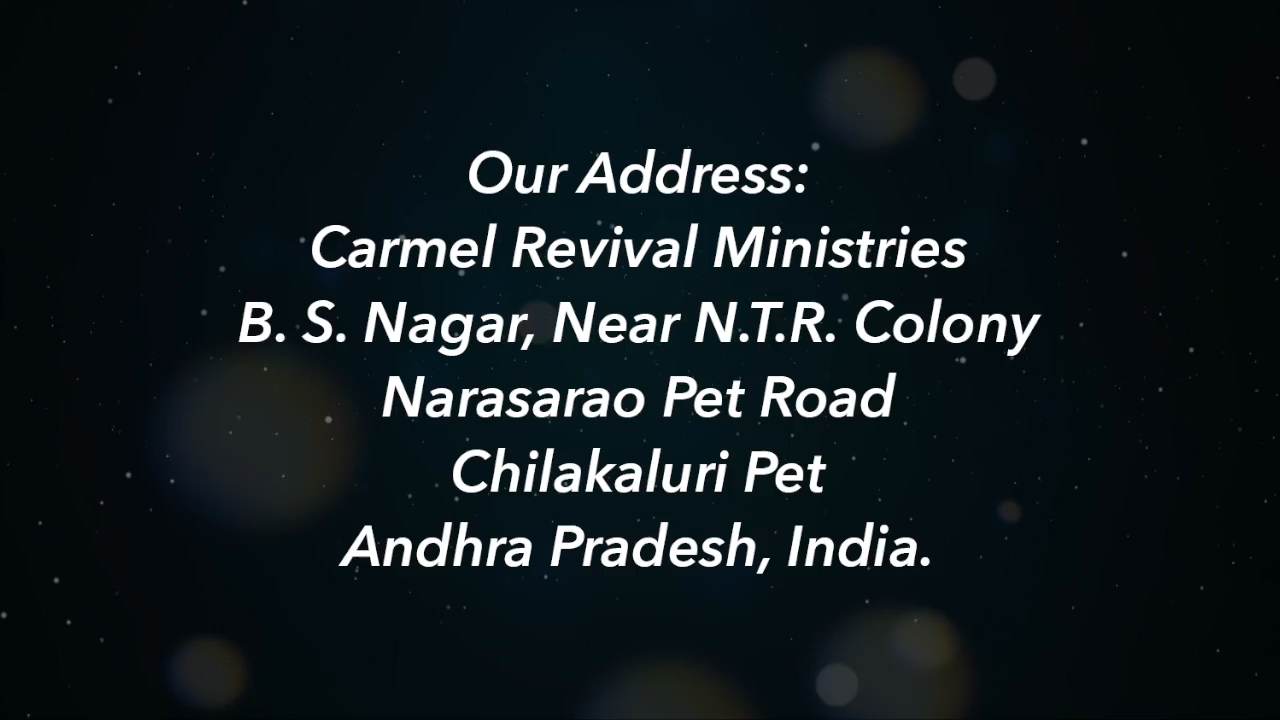 Our Address:
Carmel Revival Ministries
B. S. Nagar, Near N.T.R. Colony
Narasarao Pet Road
Chilakaluri Pet
Andhra Pradesh, India.